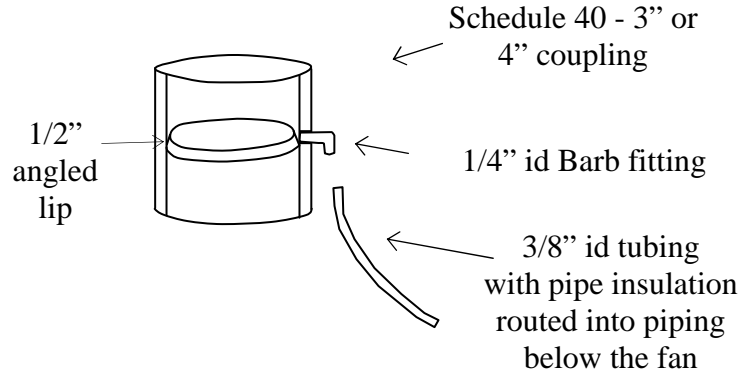 Schedule 40 - 3” or
4” coupling
1/2”
angled
lip
1/4” id Barb fitting
3/8” id tubing
with pipe insulation
routed into piping
below the fan